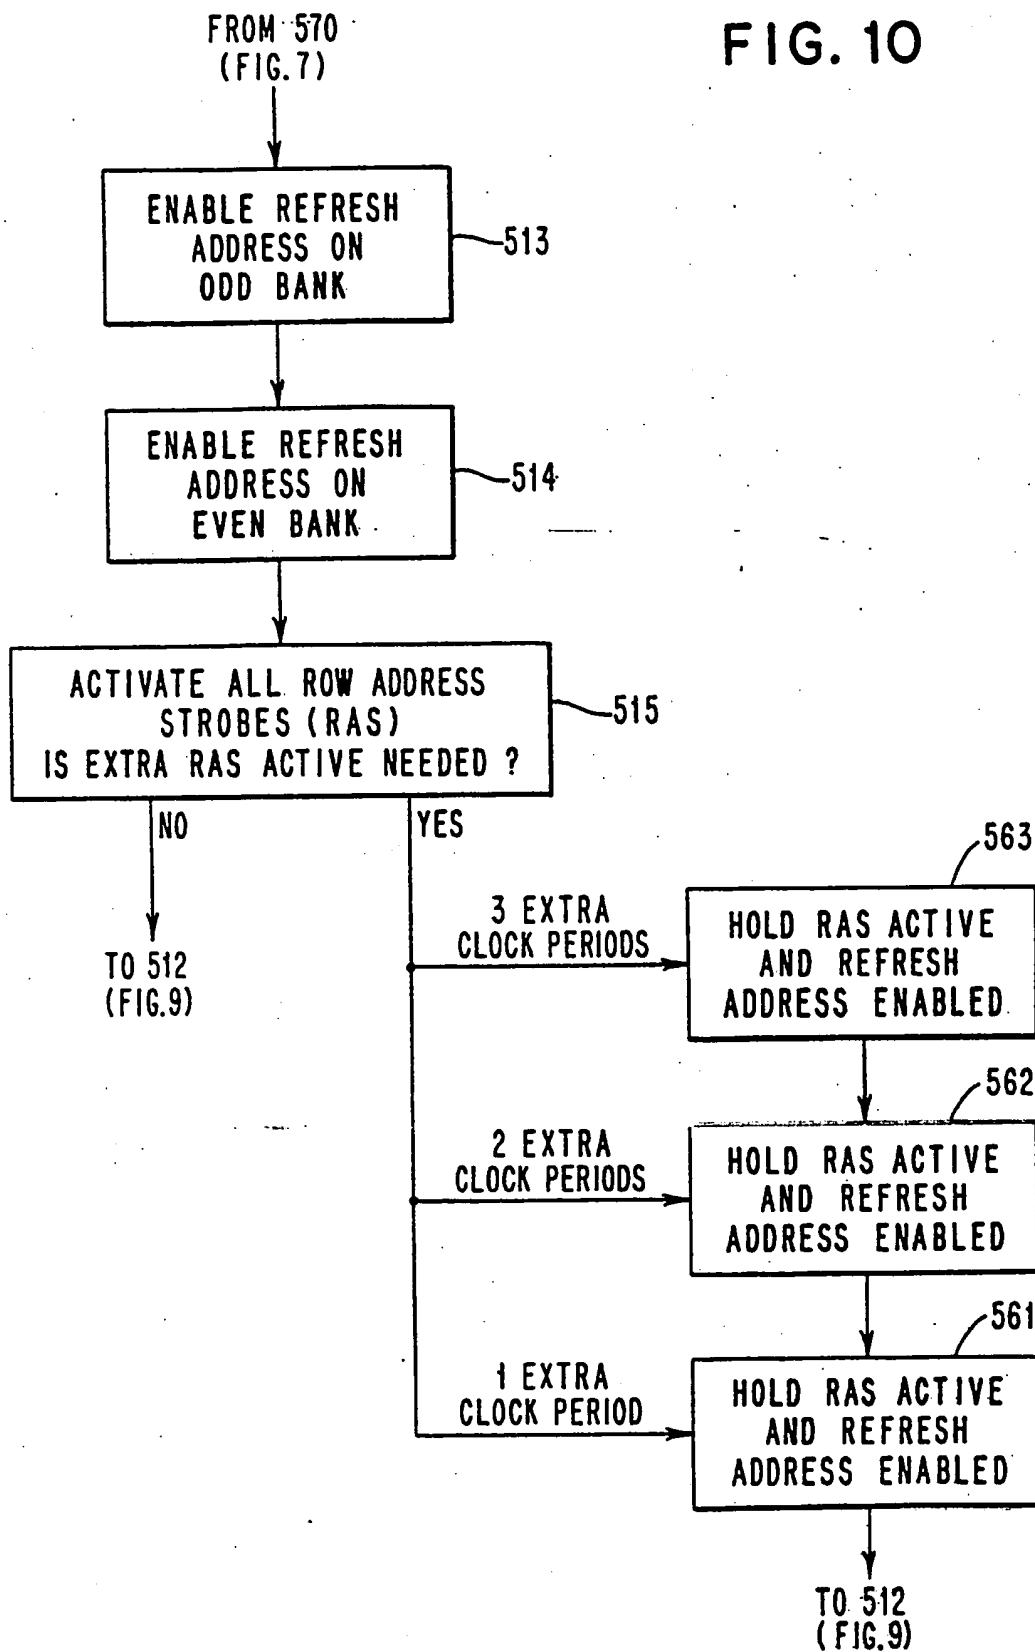 FROM 570
(FIG. 7)
FIG. 10
ENABLE REFRESH
ADDRESS ON
ODD BANK
513
ENABLE REFRESH
ADDRESS ON
EVEN BANK
514
ACTIVATE ALL ROW ADDRESS
STROBES (RAS)
IS EXTRA RAS ACTIVE NEEDED ?
515
NO
YES
TO 512
(FIG.9)
3 EXTRA
CLOCK PERIODS
563
HOLD RAS ACTIVE
AND REFRESH
ADDRESS ENABLED
2 EXTRA
CLOCK PERIODS
562
HOLD RAS ACTIVE
AND REFRESH
ADDRESS ENABLED
1 EXTRA
CLOCK PERIOD
561
HOLD RAS ACTIVE
AND REFRESH
ADDRESS ENABLED
TO 512
(FIG.9)